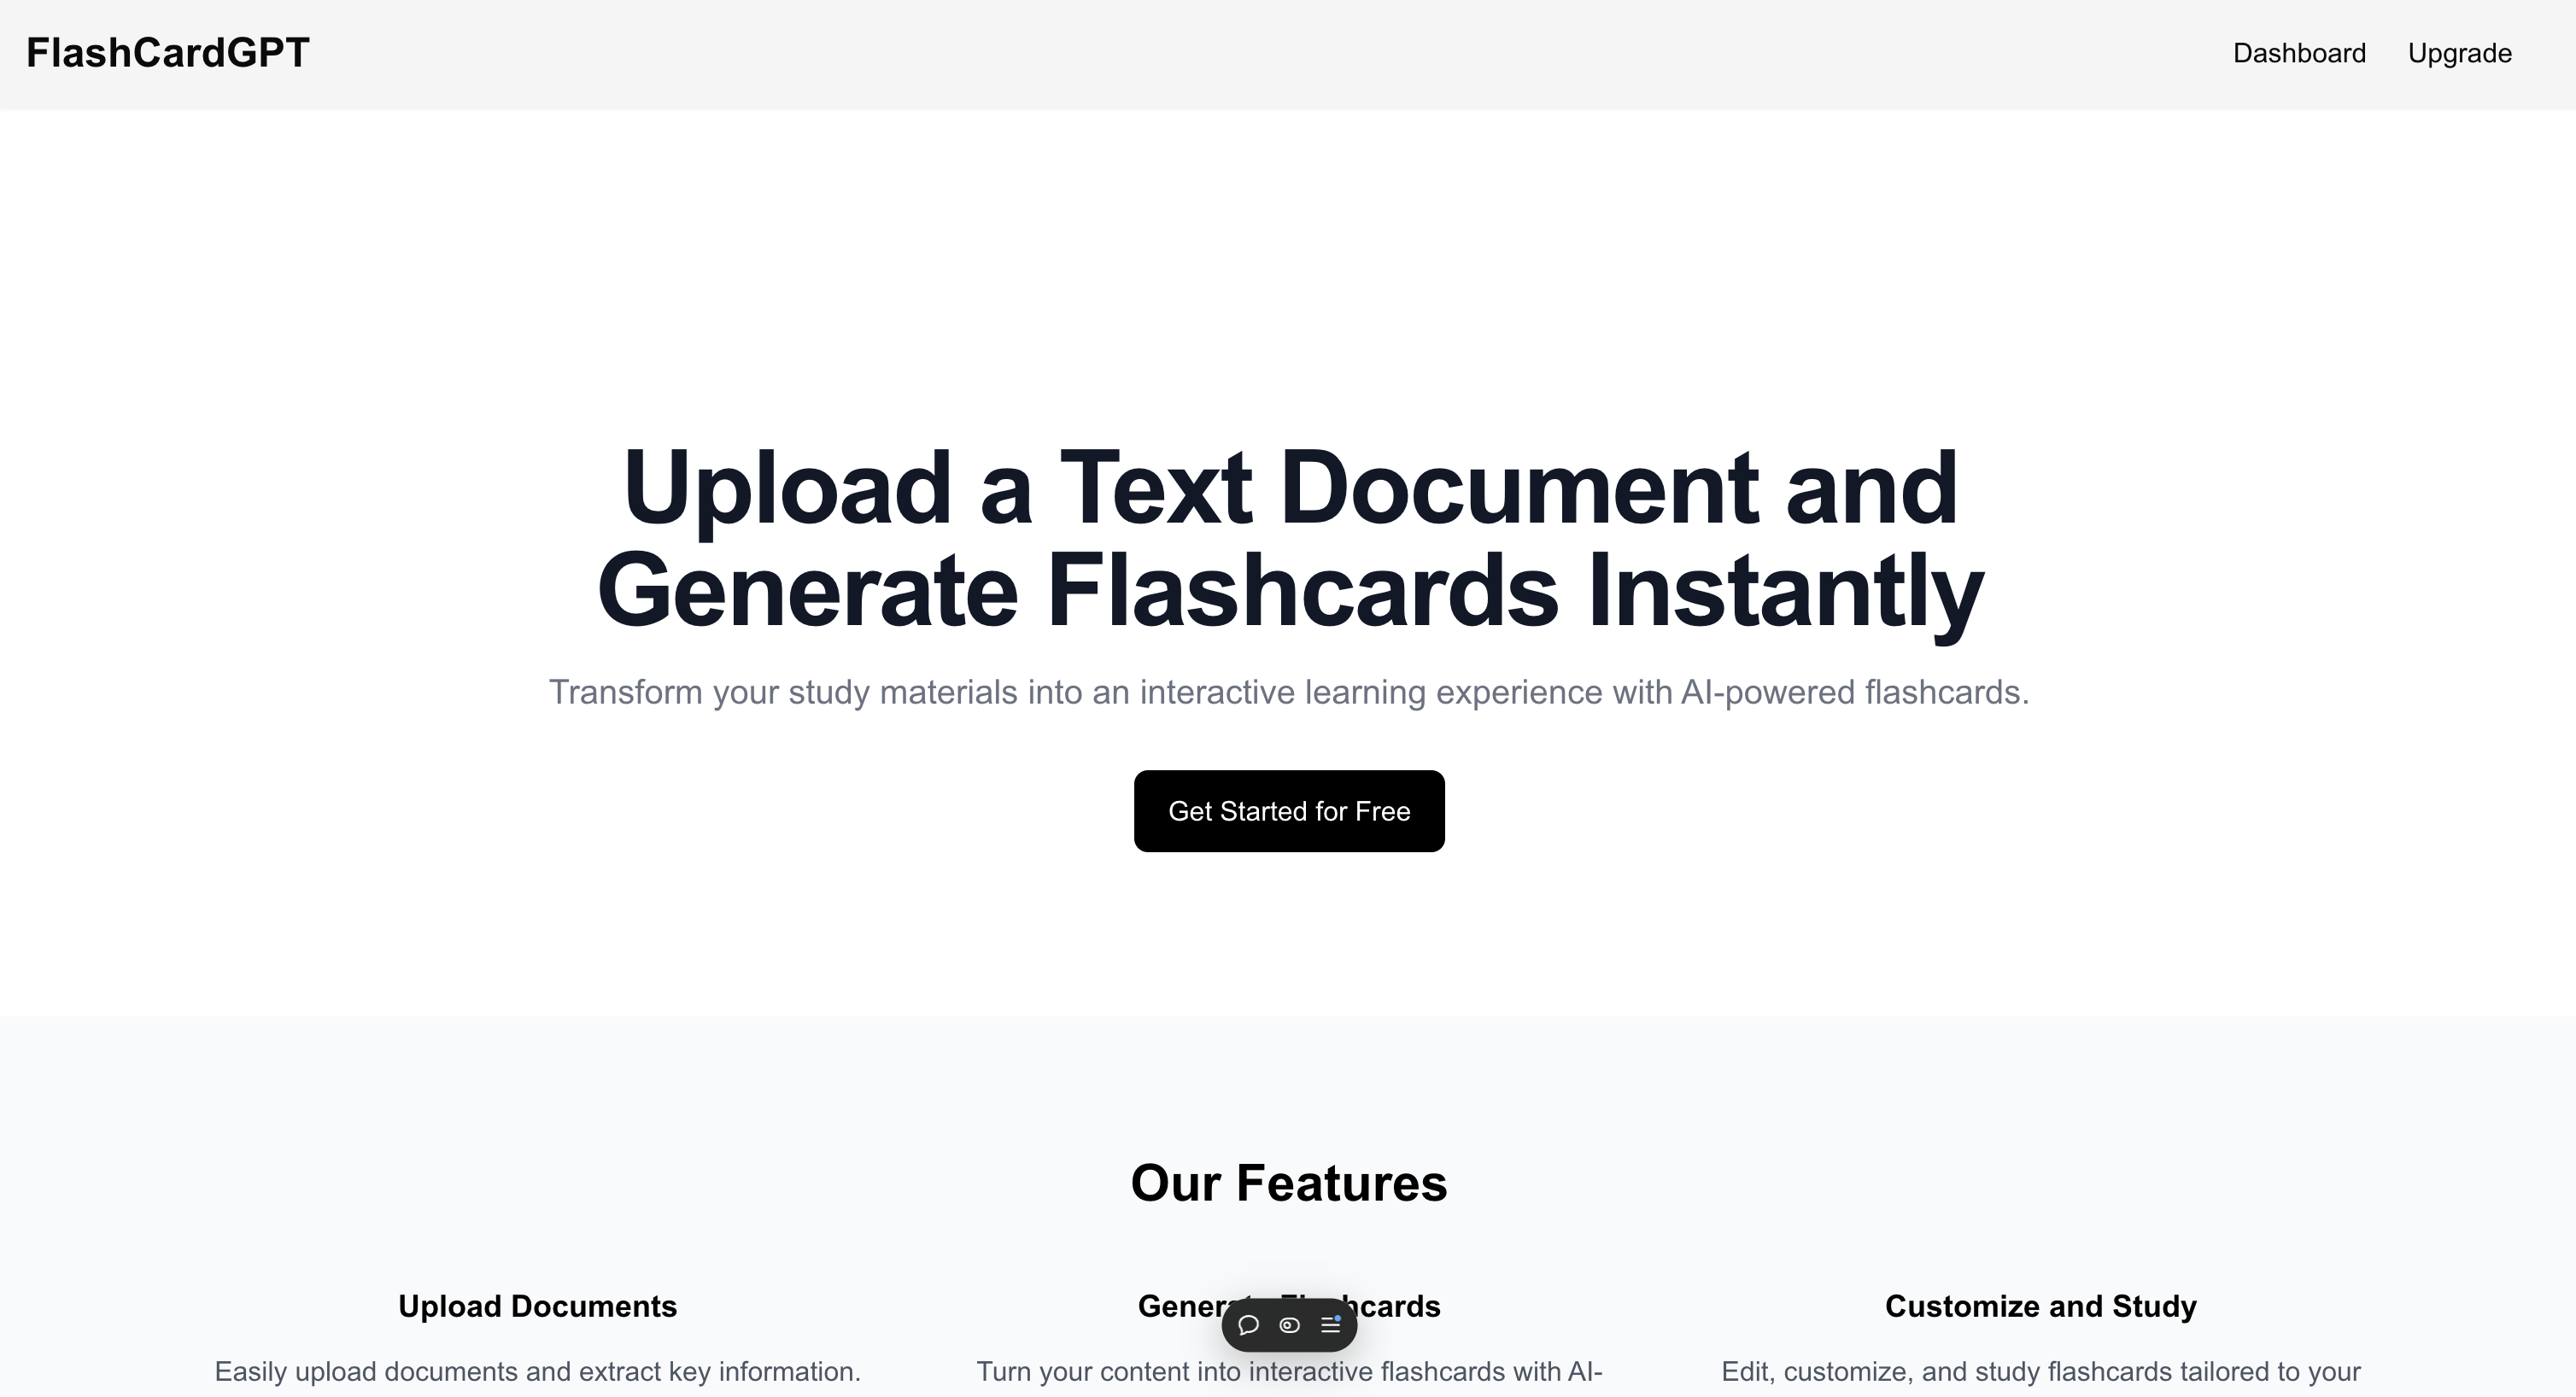 FlashCardGPT
Dashboard
Upgrade
Upload a Text Document and
Generate Flashcards Instantly
Transform your study materials into an interactive learning experience with AI-powered flashcards.
Get Started for Free
Our Features
Upload Documents
Generate Flashcards
Customize and Study
Easily upload documents and extract key information.
Turn your content into interactive flashcards with AI-
Edit, customize, and study flashcards tailored to your